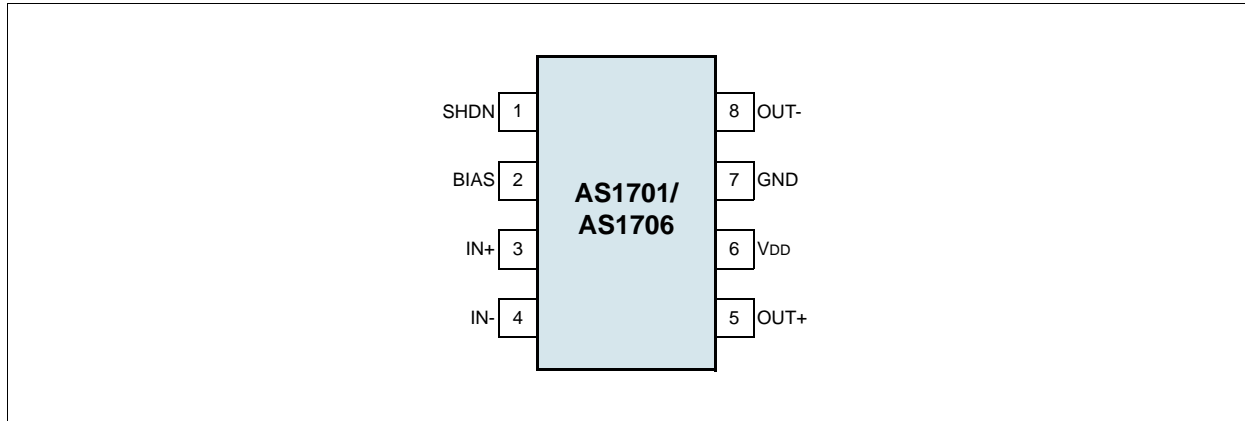 SHDN 1
BIAS 2
IN+ 3
IN- 4
AS1701/
AS1706
8 OUT-
7 GND
6 VDD
5 OUT+